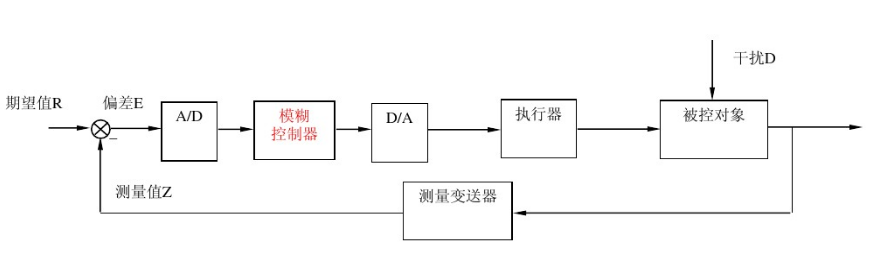 干扰D
期望值R
偏差E
A/D
模糊
控制器
D/A
执行器
被控对象
测量值Z
测量变送器